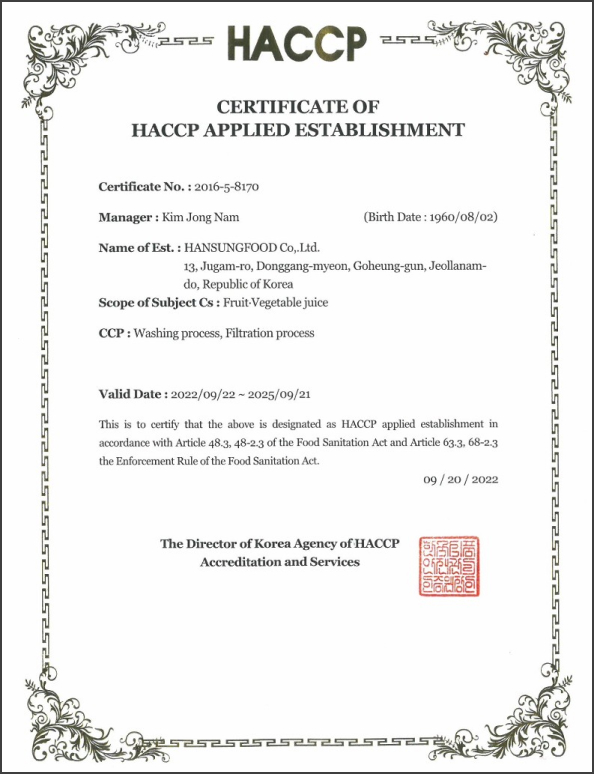 HACCP
CERTIFICATE OF
HACCP APPLIED ESTABLISHMENT
Certificate No. : 2016-5-8170
Manager : Kim Jong Nam (Birth Date : 1960/08/02)
Name of Est. : HANSUNGFOOD Co,.Ltd.
13, Jugam-ro, Donggang-myeon, Goheung-gun, Jeollanam-
do, Republic of Korea
Scope of Subject Cs : Fruit·Vegetable juice
CCP : Washing process, Filtration process
Valid Date : 2022/09/22 ~ 2025/09/21
This is to certify that the above is designated as HACCP applied establishment in
accordance with Article 48.3, 48-2.3 of the Food Sanitation Act and Article 63.3, 68-2.3
the Enforcement Rule of the Food Sanitation Act.
09 / 20 / 2022
The Director of Korea Agency of HACCP
Accreditation and Services